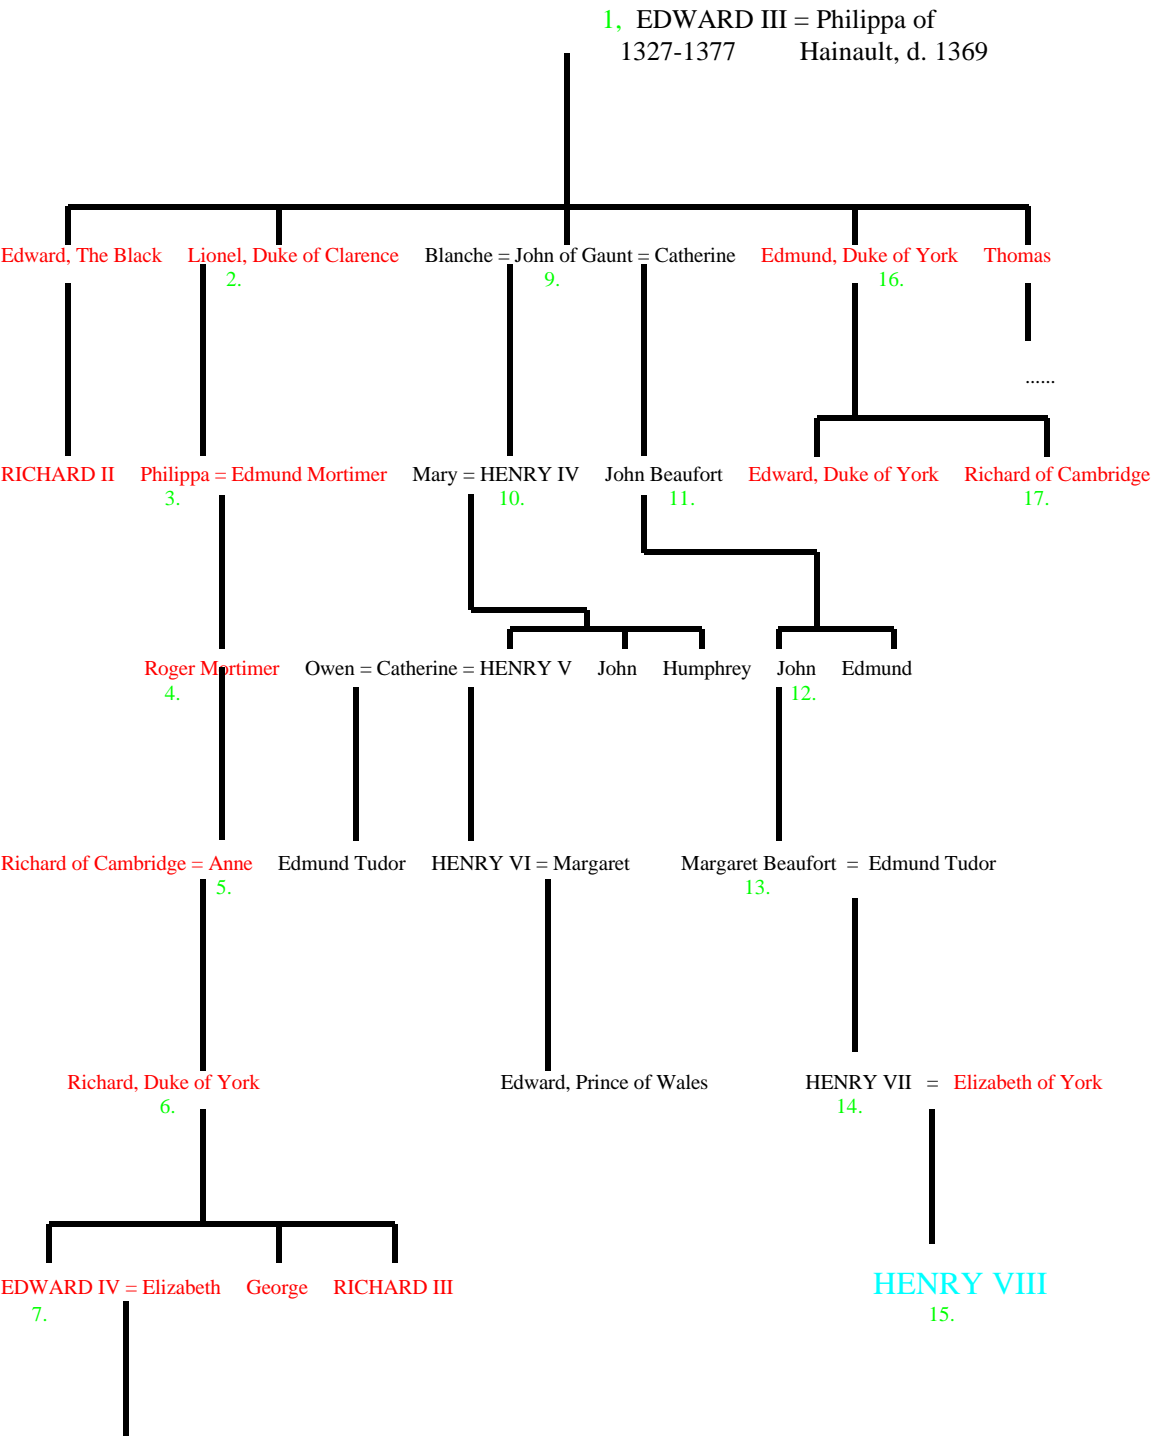 1, EDWARD III = Philippa of
1327-1377 Hainault, d. 1369
Edward, The Black Lionel, Duke of Clarence Blanche = John of Gaunt = Catherine Edmund, Duke of York Thomas
2. 9. 16.
......
RICHARD II Philippa = Edmund Mortimer Mary = HENRY IV John Beaufort Edward, Duke of York Richard of Cambridge
3. 10. 11. 17.
Roger Mortimer Owen = Catherine = HENRY V John Humphrey John Edmund
4. 12.
Richard of Cambridge = Anne Edmund Tudor HENRY VI = Margaret Margaret Beaufort = Edmund Tudor
5. 13.
Richard, Duke of York Edward, Prince of Wales HENRY VII = Elizabeth of York
6. 14.
EDWARD IV = Elizabeth George RICHARD III HENRY VIII
7. 15.